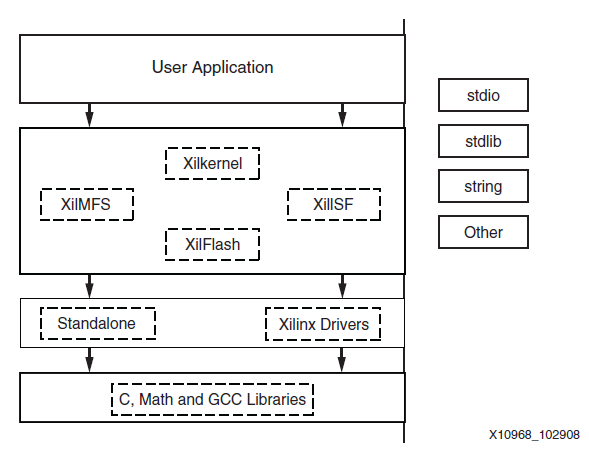 User Application
stdio
stdlib
string
Other
Xilkernel
XilMFS
XilISF
XilFlash
Standalone
Xilinx Drivers
C, Math and GCC Libraries
X10968_102908